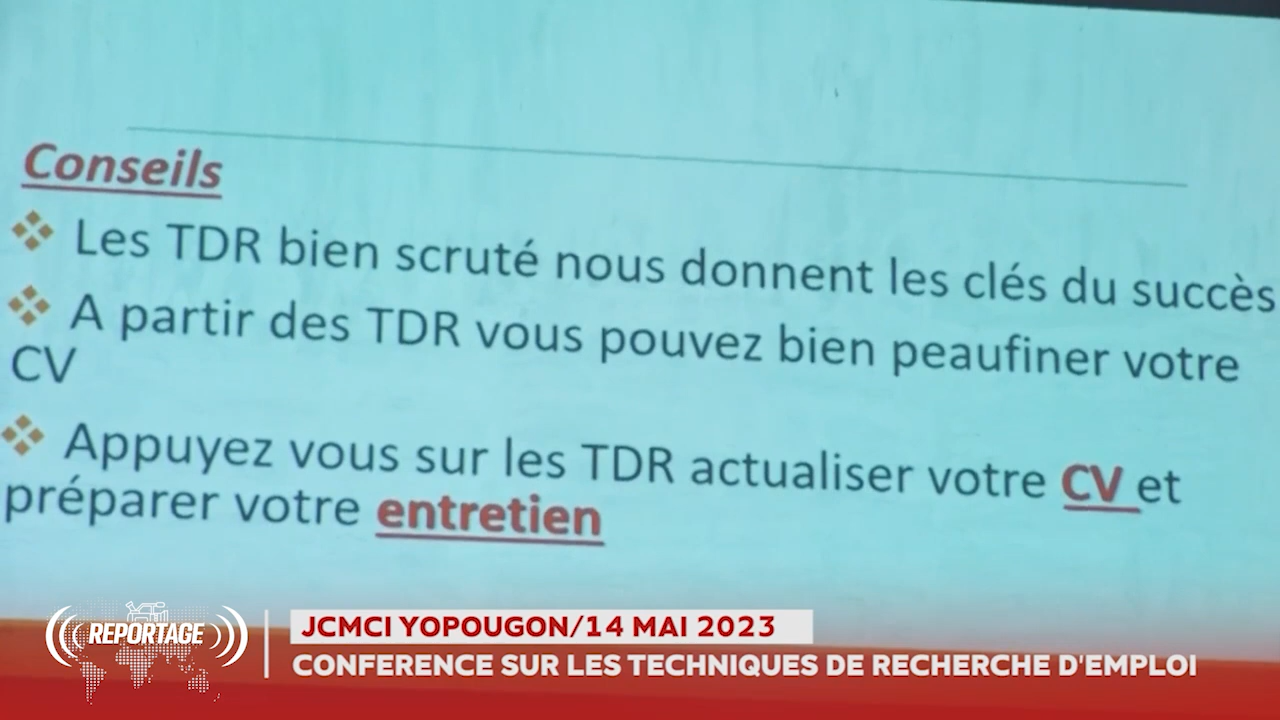 Conseils
❖ Les TDR bien scruté nous donnent les clés du succès
❖ A partir des TDR vous pouvez bien peaufiner votre
CV
❖ Appuyez vous sur les TDR actualiser votre CV et
préparer votre entretien
REPORTAGE
JCMCI YOPOUGON/14 MAI 2023
CONFERENCE SUR LES TECHNIQUES DE RECHERCHE D'EMPLOI